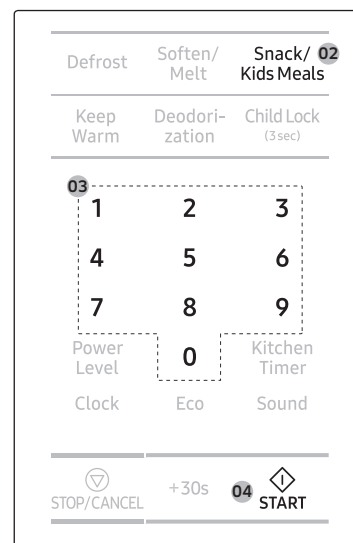 Defrost Soften/ Snack/ 02
Melt Kids Meals
Keep Deodori- Child Lock
Warm zation (3 sec)
03
1 2 3
4 5 6
7 8 9
Power 0 Kitchen
Level Timer
Clock Eco Sound
STOP/CANCEL +30s 04 START